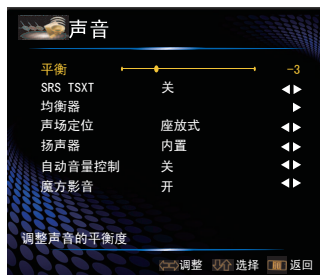 声音
平衡 -3
SRS TSXT 关
均衡器
声场定位 座放式
扬声器 内置
自动音量控制 关
魔方影音 开
调整声音的平衡度
调整 选择 返回